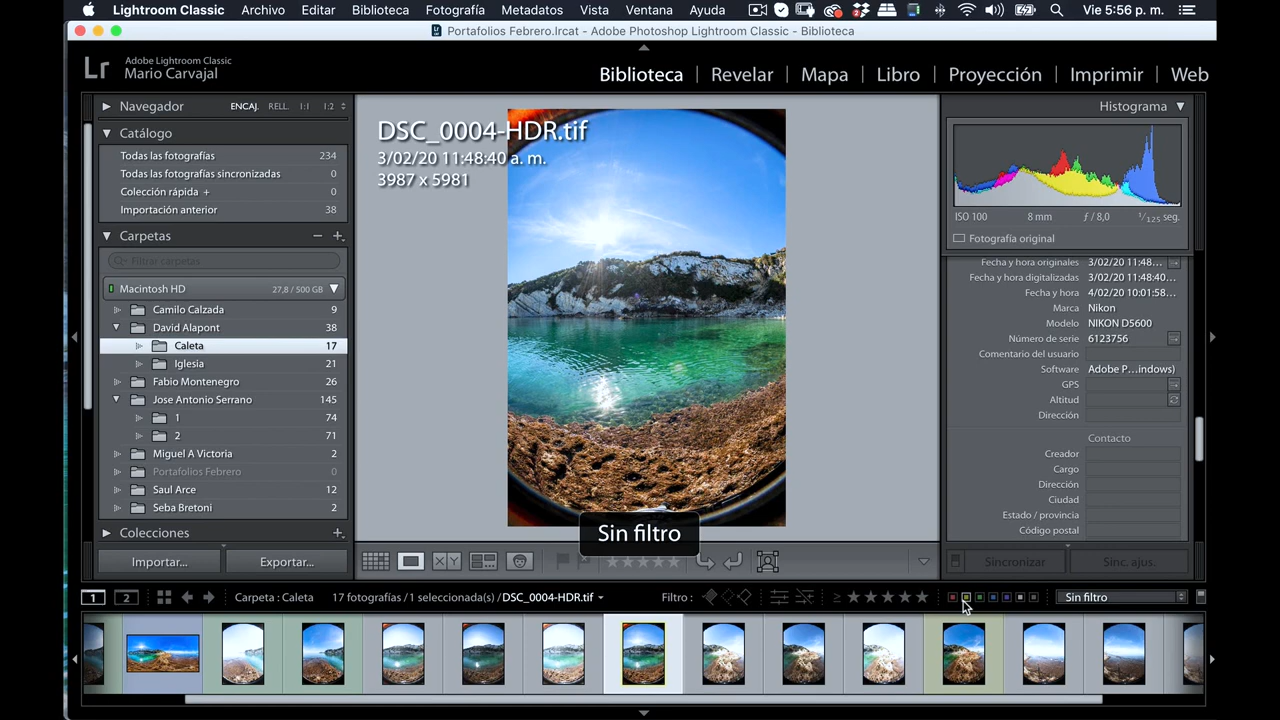 Lightroom Classic Archivo Editar Biblioteca Fotografía Metadatos Vista Ventana Ayuda Vie 5:56 p. m.
Portafolios Febrero.lrcat - Adobe Photoshop Lightroom Classic - Biblioteca
Lr Adobe Lightroom Classic
Mario Carvajal
Biblioteca | Revelar | Mapa | Libro | Proyección | Imprimir | Web
Navegador ENCAJ. RELL. 1:1 1:2
Catálogo
Todas las fotografías 234
Todas las fotografías sincronizadas 0
Colección rápida + 0
Importación anterior 38
Carpetas
Filtrar carpetas
Macintosh HD 27,8 / 500 GB
Camilo Calzada 9
David Alapont 38
Caleta 17
Iglesia 21
Fabio Montenegro 26
Jose Antonio Serrano 145
1 74
2 71
Miguel A Victoria 2
Portafolios Febrero 0
Saul Arce 12
Seba Bretoni 2
Colecciones
Importar... Exportar...
DSC_0004-HDR.tif
3/02/20 11:48:40 a. m.
3987 x 5981
Sin filtro
Histograma
ISO 100 8 mm ƒ / 8,0 1/125 seg.
Fotografía original
Fecha y hora originales 3/02/20 11:48...
Fecha y hora digitalizadas 3/02/20 11:48:40...
Fecha y hora 4/02/20 10:01:58...
Marca Nikon
Modelo NIKON D5600
Número de serie 6123756
Comentario del usuario
Software Adobe P...indows)
GPS
Altitud
Dirección
Contacto
Creador
Cargo
Dirección
Ciudad
Estado / provincia
Código postal
Sincronizar Sinc. ajus.
X Y
1 2 Carpeta : Caleta 17 fotografías / 1 seleccionada(s) /DSC_0004-HDR.tif Filtro : ≥ Sin filtro